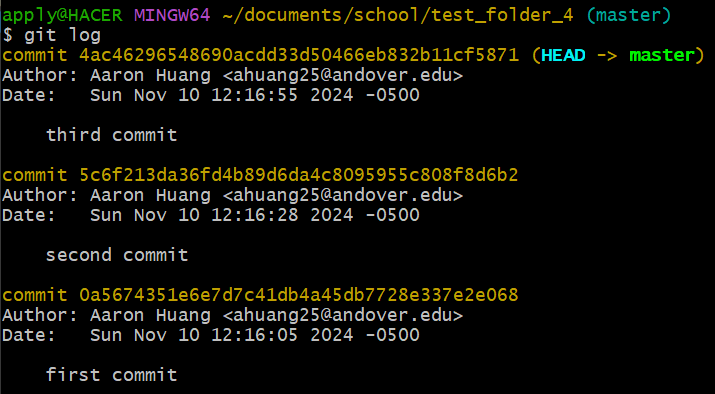 apply@HACER MINGW64 ~/documents/school/test_folder_4 (master)
$ git log
commit 4ac46296548690acdd33d50466eb832b11cf5871 (HEAD -> master)
Author: Aaron Huang <ahuang25@andover.edu>
Date:   Sun Nov 10 12:16:55 2024 -0500
third commit
commit 5c6f213da36fd4b89d6da4c8095955c808f8d6b2
Author: Aaron Huang <ahuang25@andover.edu>
Date:   Sun Nov 10 12:16:28 2024 -0500
second commit
commit 0a5674351e6e7d7c41db4a45db7728e337e2e068
Author: Aaron Huang <ahuang25@andover.edu>
Date:   Sun Nov 10 12:16:05 2024 -0500
first commit